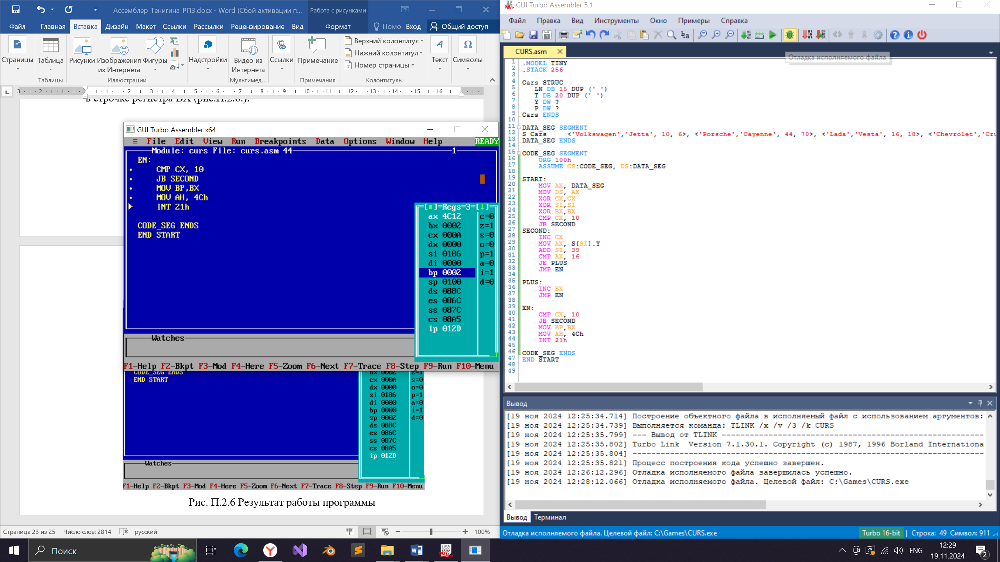 Ассемблер_Тенигина_РПЗ.docx - Word (Сбой активации п...
Работа с рисунками
Файл Главная Вставка Дизайн Макет Ссылки Рассылки Рецензирование Вид Формат Помо Вход Общий доступ
Страницы
Таблица
Таблицы
Рисунки
Изображения из Интернета
Фигуры
Иллюстрации
Надстройки
Видео из Интернета
Мультимед...
Ссылки
Примечание
Примечания
Верхний колонтитул
Нижний колонтитул
Номер страницы
Колонтитулы
Текст
Символы
3 2 1 1 2 3 4 5 6 7 8 9 10 11 12 13 14 15 16
в строчке регистра BX (рис.П.2.6.).
GUI Turbo Assembler x64
≡ File Edit View Run Breakpoints Data Options Window Help READY
Module: curs File: curs.asm 44 1
EN:
CMP CX, 10
JB SECOND
MOV BP,BX
MOV AH, 4Ch
INT 21h
CODE_SEG ENDS
END START
[■]=Regs=3=[↓]
ax 4C12 c=0
bx 0002 z=1
cx 000A s=0
dx 0000 o=0
si 0186 p=1
di 0000 a=0
bp 0002 i=1
sp 0100 d=0
ds 088C
es 086C
ss 087C
cs 08A5
ip 012D
Watches
F1-Help F2-Bkpt F3-Mod F4-Here F5-Zoom F6-Next F7-Trace F8-Step F9-Run F10-Menu
CODE_SEG ENDS
END START
bx 0002 z=1
cx 000A s=0
dx 0000 o=0
si 0186 p=1
di 0000 a=0
bp 0000 i=1
sp 0002 d=0
ds 088C
es 086C
ss 087C
cs 08A5
ip 012D
Watches
F1-Help F2-Bkpt F3-Mod F4-Here F5-Zoom F6-Next F7-Trace F8-Step F9-Run F10-Menu
Рис. П.2.6 Результат работы программы
Страница 23 из 25 Число слов: 2814 русский 100%
GUI Turbo Assembler 5.1
Файл Правка Вид Инструменты Окно Примеры Справка
CURS.asm
Отладка исполняемого файла
1 .MODEL TINY
2 .STACK 256
3
4 Cars STRUC
5 LN DB 15 DUP (' ')
6 T DB 20 DUP (' ')
7 Y DW ?
8 P DW ?
9 Cars ENDS
10
11 DATA_SEG SEGMENT
12 S Cars <'Volkswagen','Jetta', 10, 6>, <'Porsche','Cayenne', 44, 70>, <'Lada','Vesta', 16, 18>, <'Chevrolet','Cru
13 DATA_SEG ENDS
14
15 CODE_SEG SEGMENT
16 ORG 100h
17 ASSUME CS:CODE_SEG, DS:DATA_SEG
18
19 START:
20 MOV AX, DATA_SEG
21 MOV DS, AX
22 XOR CX,CX
23 XOR SI,SI
24 XOR BX,BX
25 CMP CX, 10
26 JB SECOND
27 SECOND:
28 INC CX
29 MOV AX, S[SI].Y
30 ADD SI, 39
31 CMP AX, 16
32 JE PLUS
33 JMP EN
34
35 PLUS:
36 INC BX
37 JMP EN
38
39 EN:
40 CMP CX, 10
41 JB SECOND
42 MOV BP,BX
43 MOV AH, 4Ch
44 INT 21h
45
46 CODE_SEG ENDS
47 END START
48
49
Вывод
[19 ноя 2024 12:25:34.714] Построение объектного файла в исполняемый файл с использованием аргументов:
[19 ноя 2024 12:25:34.739] Выполняется команда: TLINK /x /v /3 /k CURS
[19 ноя 2024 12:25:35.799] --- Вывод от TLINK --------------------------------------------------------
[19 ноя 2024 12:25:35.802] Turbo Link Version 7.1.30.1. Copyright (c) 1987, 1996 Borland Internationa
[19 ноя 2024 12:25:35.804] ---------------------------------------------------------------------------
[19 ноя 2024 12:25:35.821] Процесс построения кода успешно завершен.
[19 ноя 2024 12:26:12.296] Отладка исполняемого файла завершилась успешно.
[19 ноя 2024 12:28:12.066] Отладка исполняемого файла. Целевой файл: C:\Games\CURS.exe
Вывод Терминал
Отладка исполняемого файла. Целевой файл: C:\Games\CURS.exe Turbo 16-bit | Строка: 49 Символ: 911
Поиск
ENG
12:29
19.11.2024
2